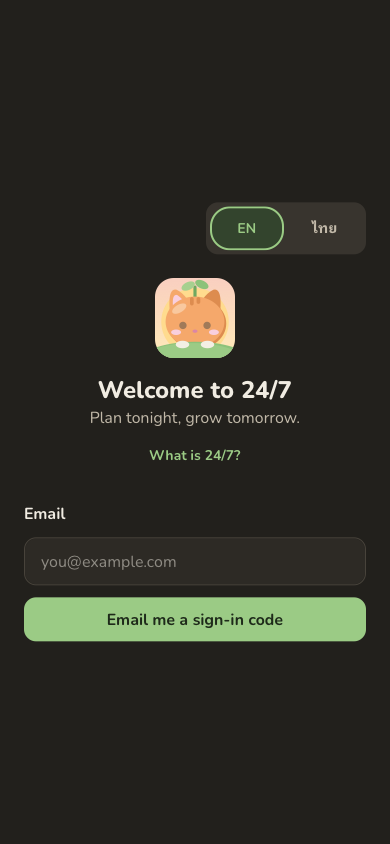 EN
ไทย
Welcome to 24/7
Plan tonight, grow tomorrow.
What is 24/7?
Email
you@example.com
Email me a sign-in code